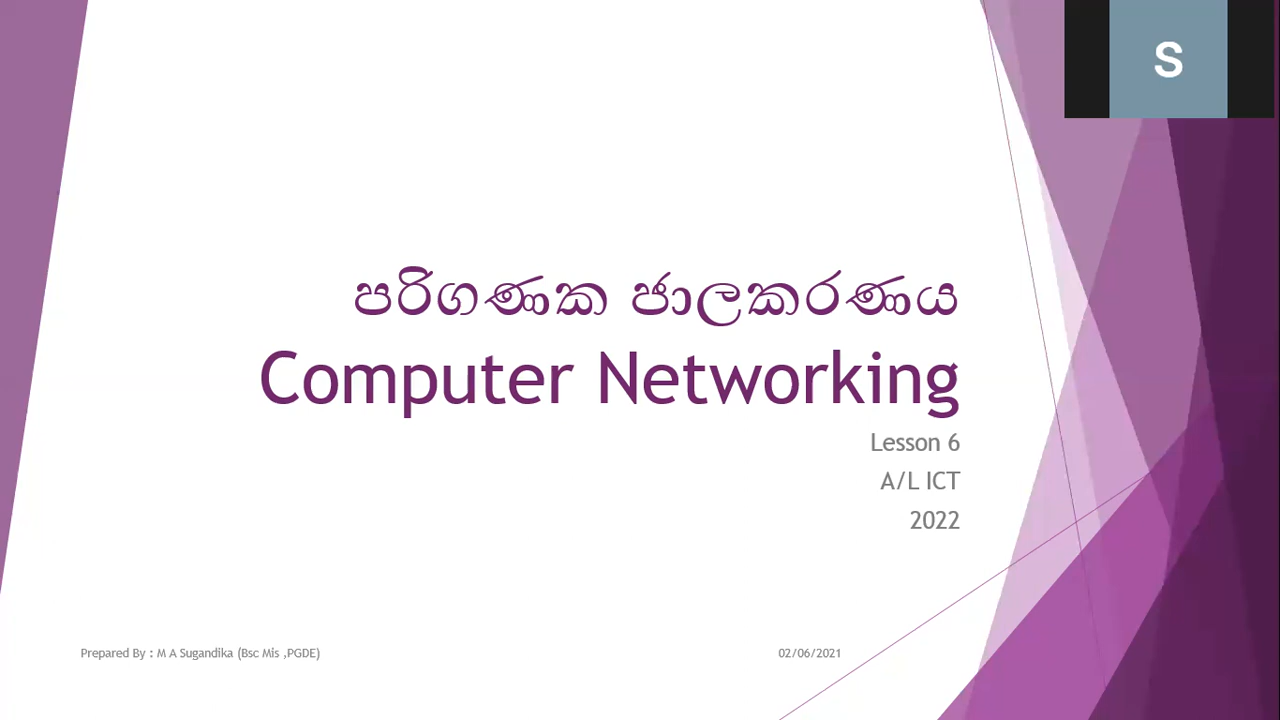 S
පරිගණක ජාලකරණය
Computer Networking
Lesson 6
A/L ICT
2022
Prepared By : M A Sugandika (Bsc Mis ,PGDE)
02/06/2021